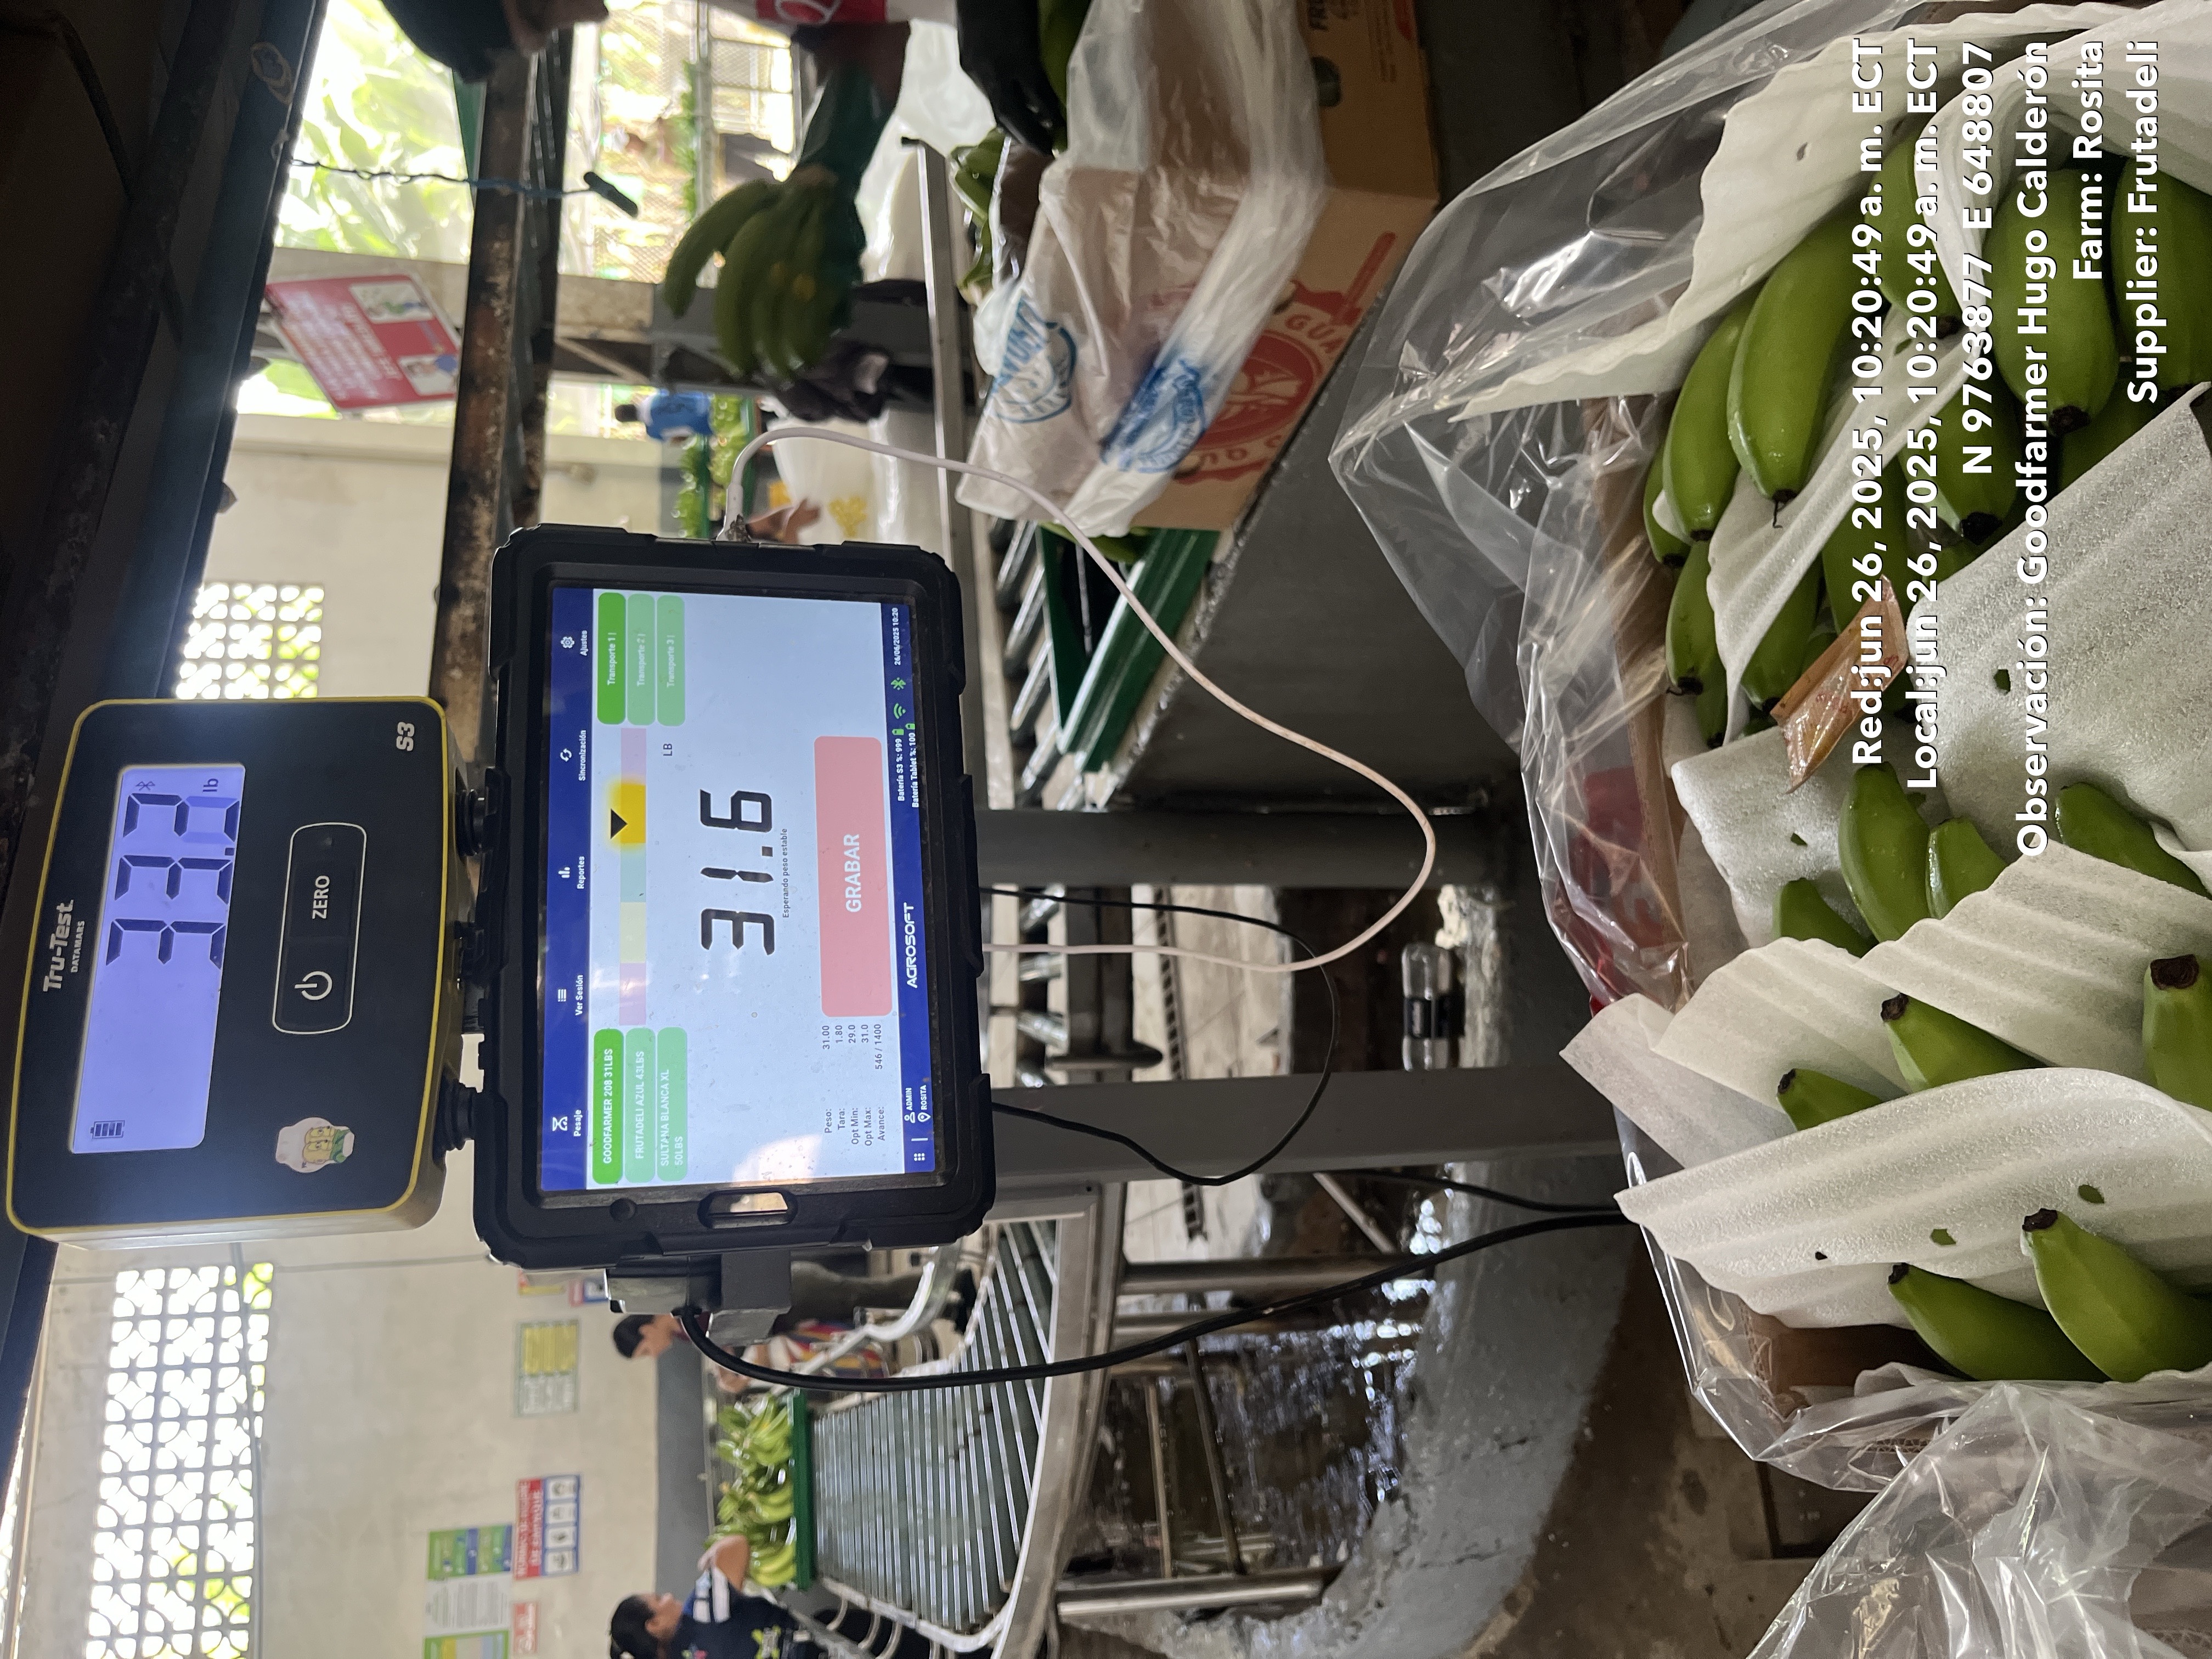 Tru-Test
DATAMARS
lb
ZERO
S3
Pesaje
Ver Sesión
Reportes
Sincronización
Ajustes
GOODFARMER 208 31LBS
FRUTADELI AZUL 43LBS
SULTANA BLANCA XL
50LBS
Transporte 1 |
Transporte 2 |
Transporte 3 |
LB
31.6
Esperando peso estable
Peso: 31.00
Tara: 1.80
Opt Min: 29.0
Opt Max: 31.0
Avance: 546 / 1400
GRABAR
ADMIN
ROSITA
AGROSOFT
Batería S3 %: 999
Batería Tablet %: 100
26/06/2025 10:20
DE EMPAQUE
Red:jun 26, 2025, 10:20:49 a. m. ECT
Local:jun 26, 2025, 10:20:49 a. m. ECT
N 9763877 E 648807
Observación: Goodfarmer Hugo Calderón
Farm: Rosita
Supplier: Frutadeli